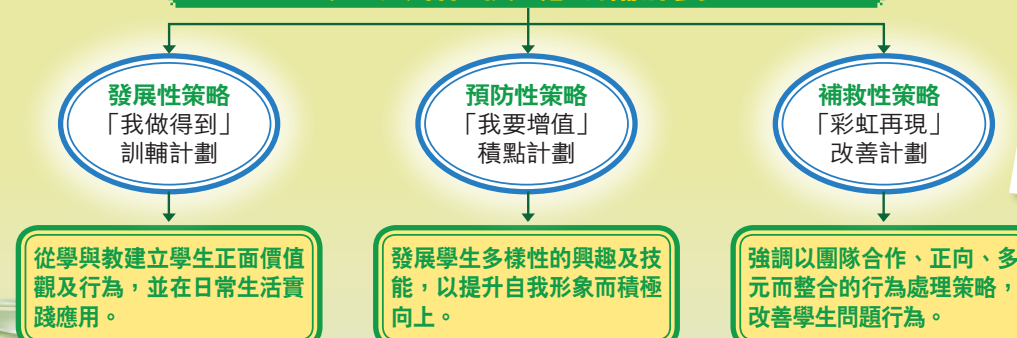 發展性策略
「我做得到」
訓輔計劃
預防性策略
「我要增值」
積點計劃
補救性策略
「彩虹再現」
改善計劃
從學與教建立學生正面價值
觀及行為，並在日常生活實
踐應用。
發展學生多樣性的興趣及技
能，以提升自我形象而積極
向上。
強調以團隊合作、正向、多
元而整合的行為處理策略，
改善學生問題行為。